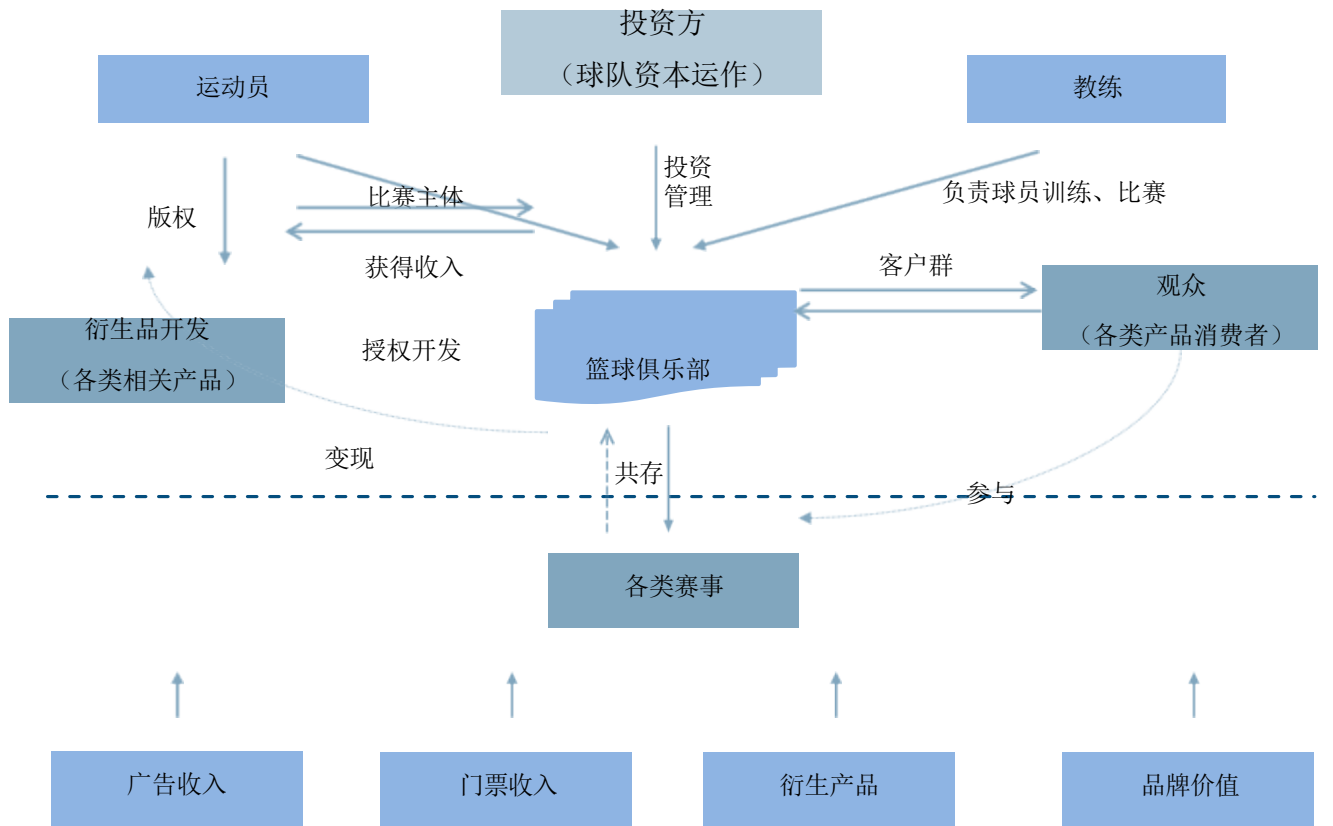 投资方
（球队资本运作）
运动员
教练
投资
管理
比赛主体
负责球员训练、比赛
版权
获得收入
客户群
观众
（各类产品消费者）
衍生品开发
（各类相关产品）
授权开发
篮球俱乐部
变现
共存
参与
各类赛事
广告收入
门票收入
衍生产品
品牌价值